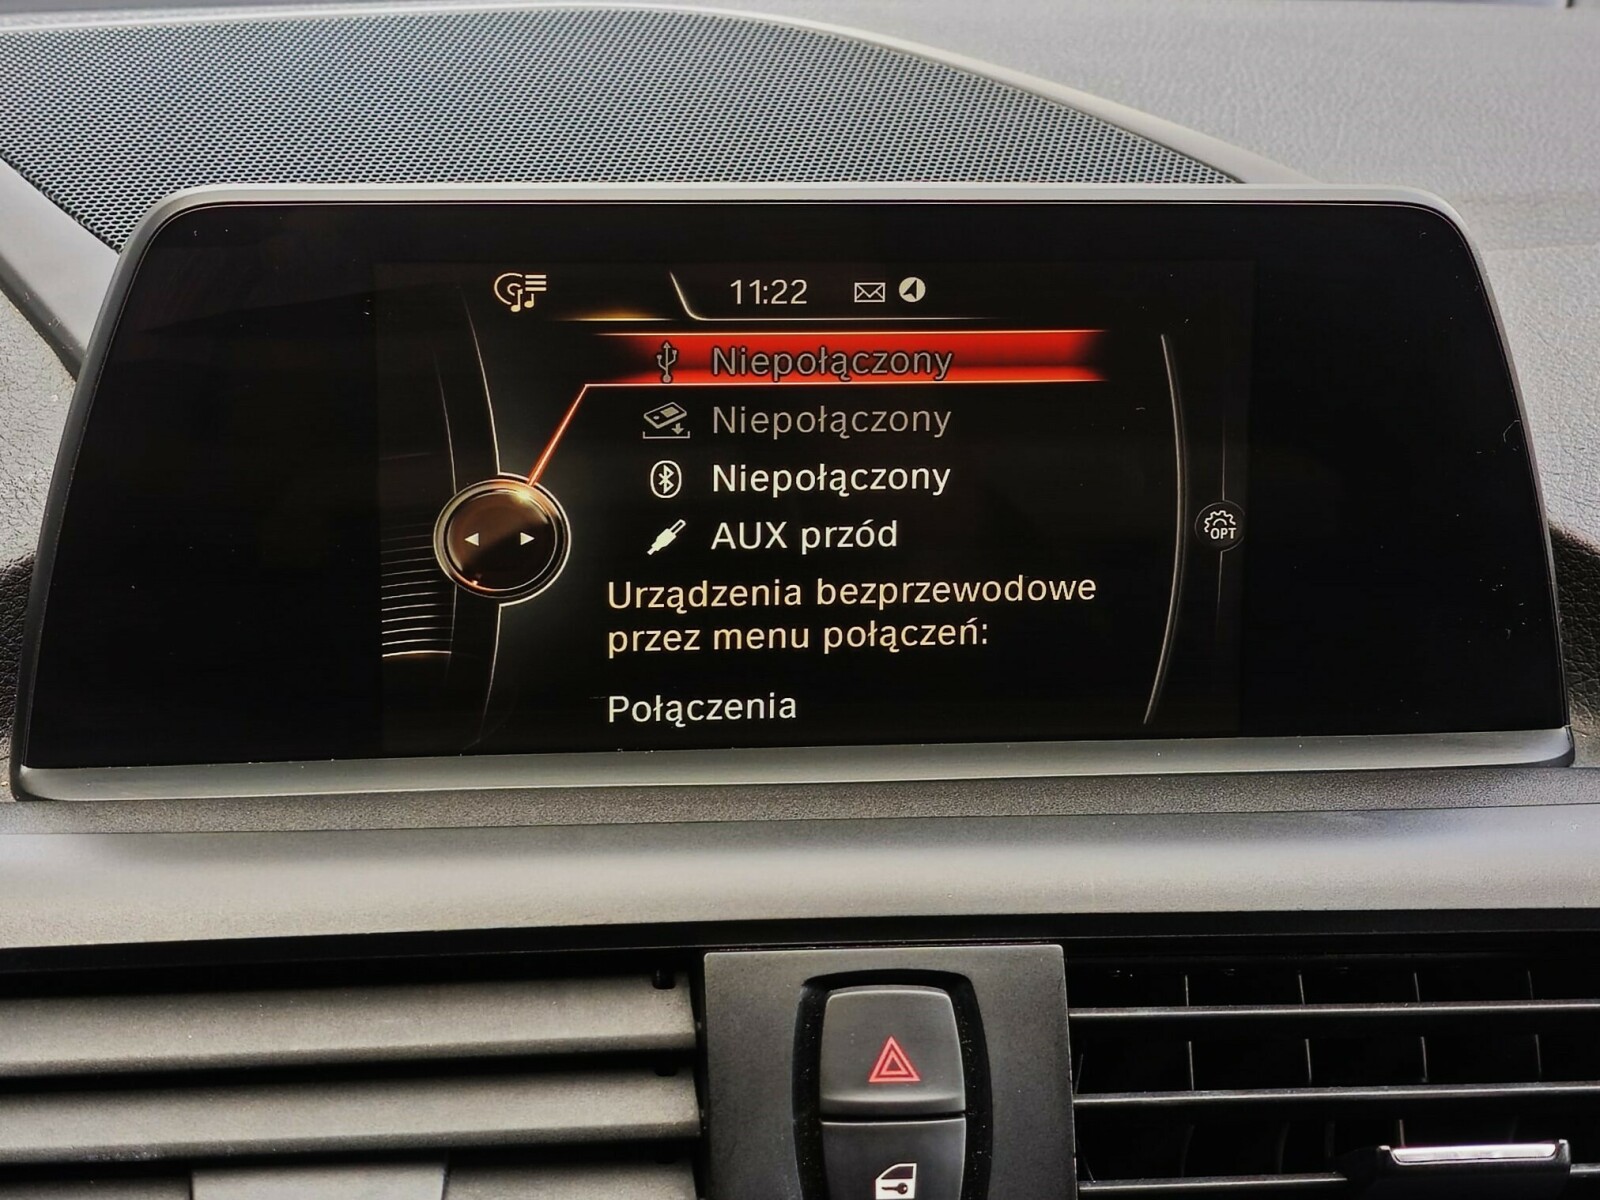 11:22
Niepołączony
Niepołączony
Niepołączony
AUX przód
Urządzenia bezprzewodowe
przez menu połączeń:
OPT
Połączenia